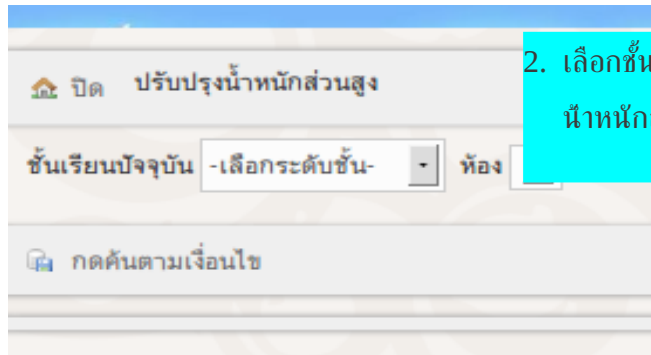 ปิด ปรับปรุงน้ำหนักส่วนสูง
2. เลือกชั้น
น้ำหนัก
ชั้นเรียนปัจจุบัน -เลือกระดับชั้น- ห้อง
กดค้นตามเงื่อนไข